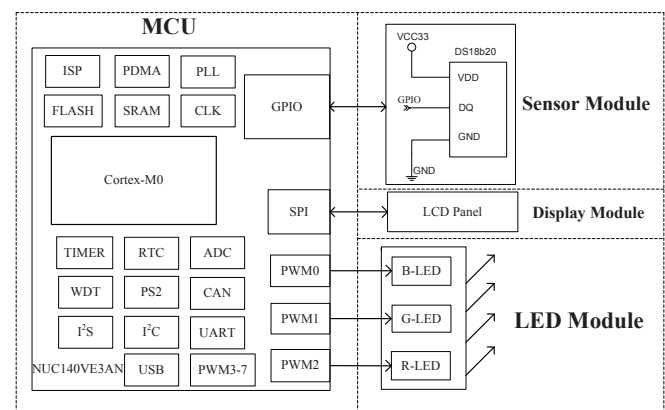 MCU
ISP PDMA PLL
FLASH SRAM CLK
GPIO
Cortex-M0
SPI
TIMER RTC ADC
WDT PS2 CAN
I²S I²C UART
NUC140VE3AN USB PWM3-7
PWM0
PWM1
PWM2
VCC33
DS18b20
VDD
GPIO
DQ
GND
GND
Sensor Module
LCD Panel
Display Module
B-LED
G-LED
R-LED
LED Module